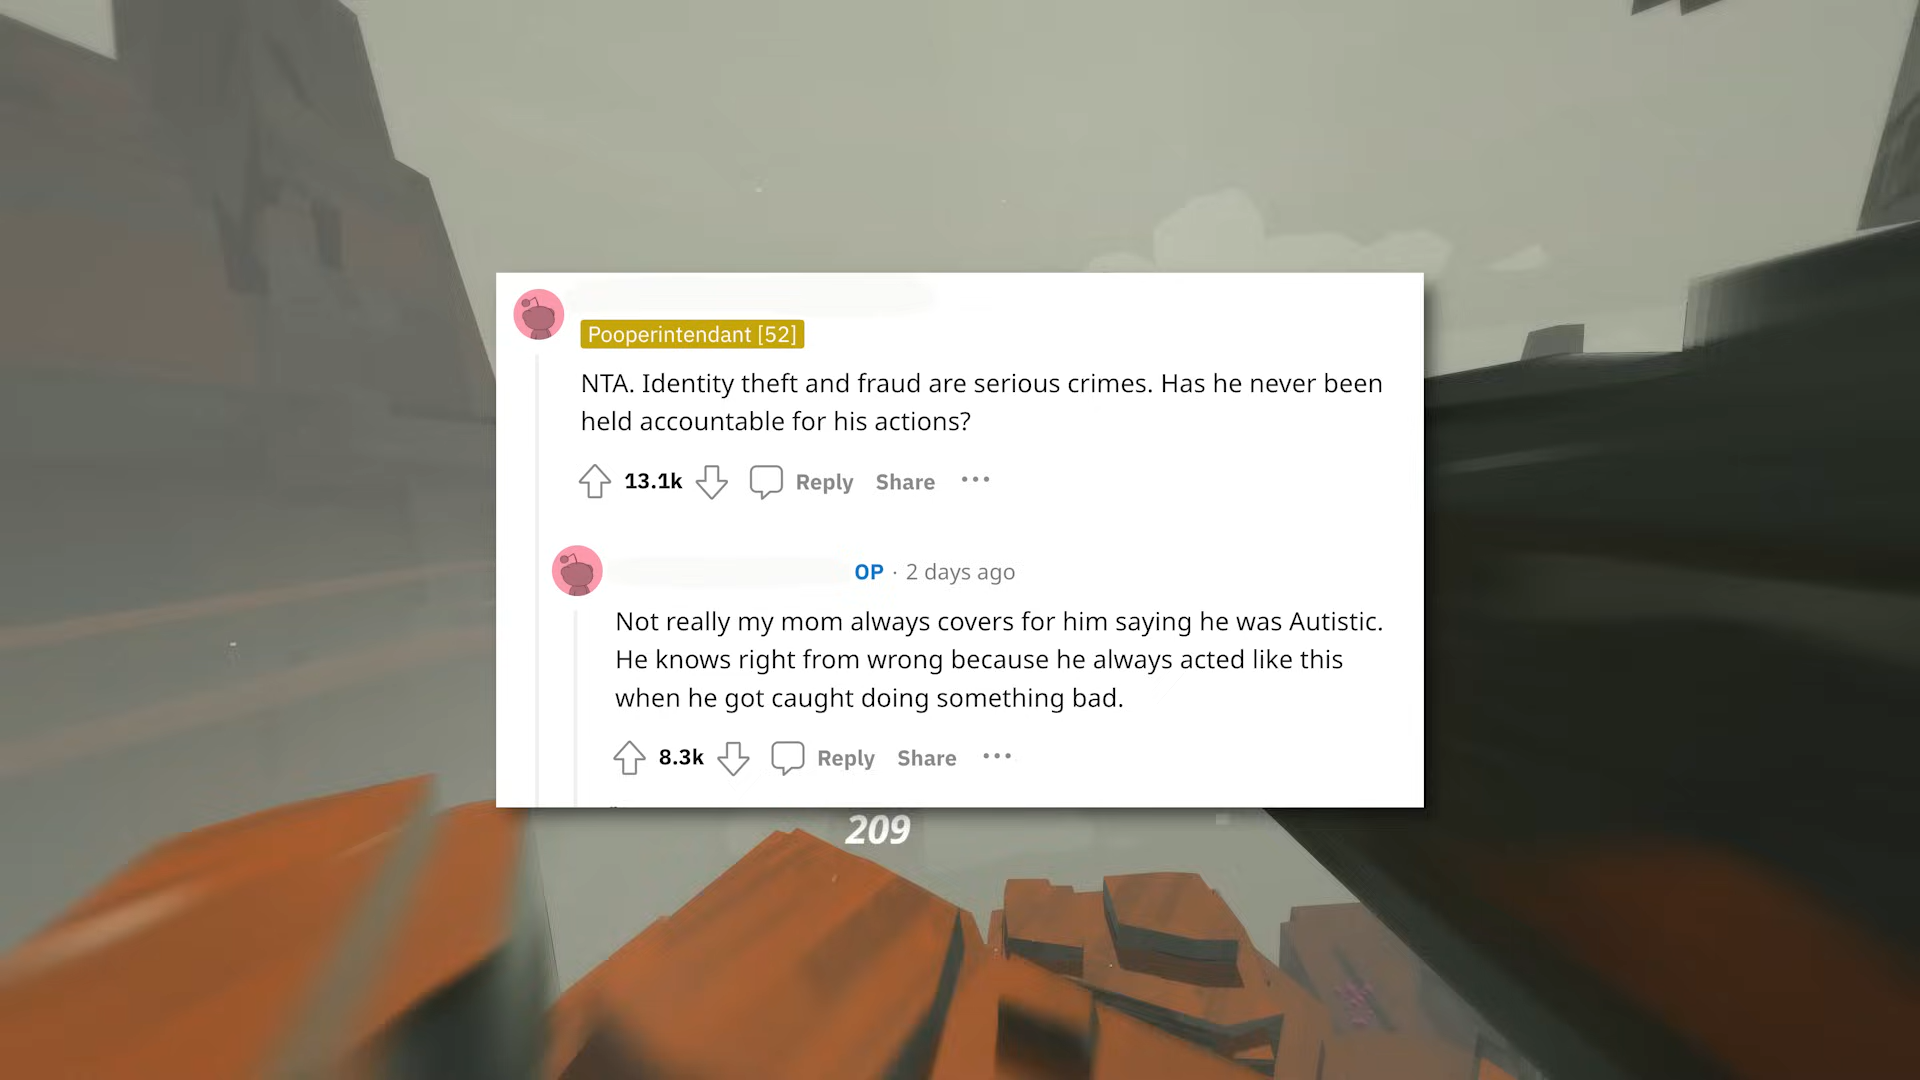 Pooperintendant [52]
NTA. Identity theft and fraud are serious crimes. Has he never been
held accountable for his actions?
13.1k Reply Share ...
OP · 2 days ago
Not really my mom always covers for him saying he was Autistic.
He knows right from wrong because he always acted like this
when he got caught doing something bad.
8.3k Reply Share ...
209